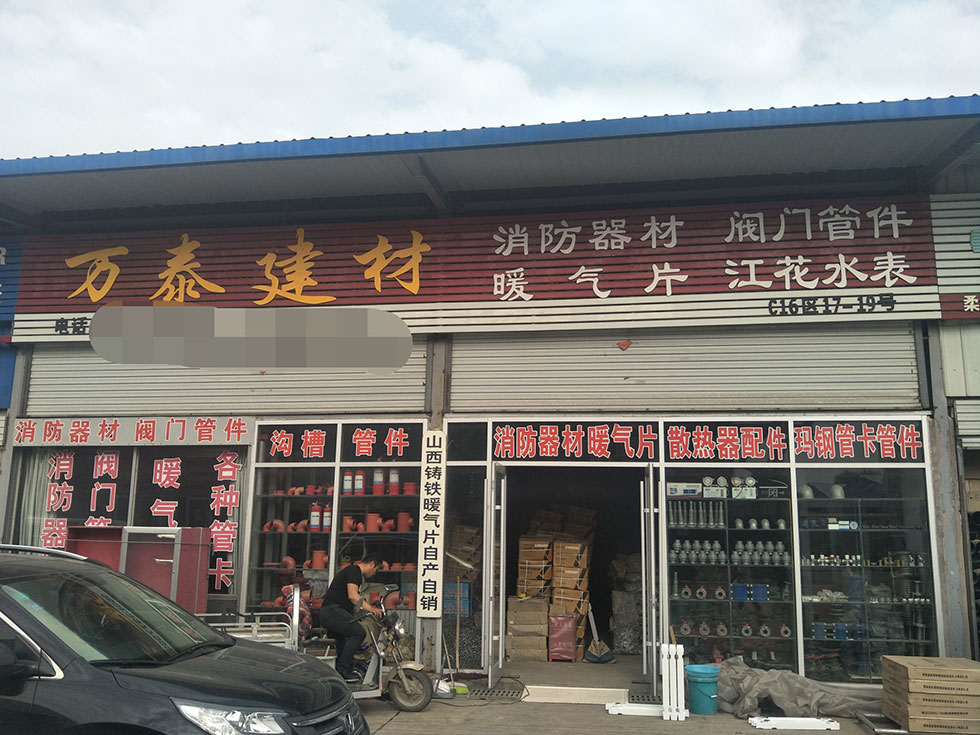 万泰建材
消防器材 阀门管件
暖气片 江花水表
C16区17-19号
电话
柔
R
消防器材 阀门管件
沟槽 管件
消防器材暖气片
散热器配件
玛钢管卡管件
山西铸铁暖气片自产自销
消防器
阀门管
暖气
各种管卡